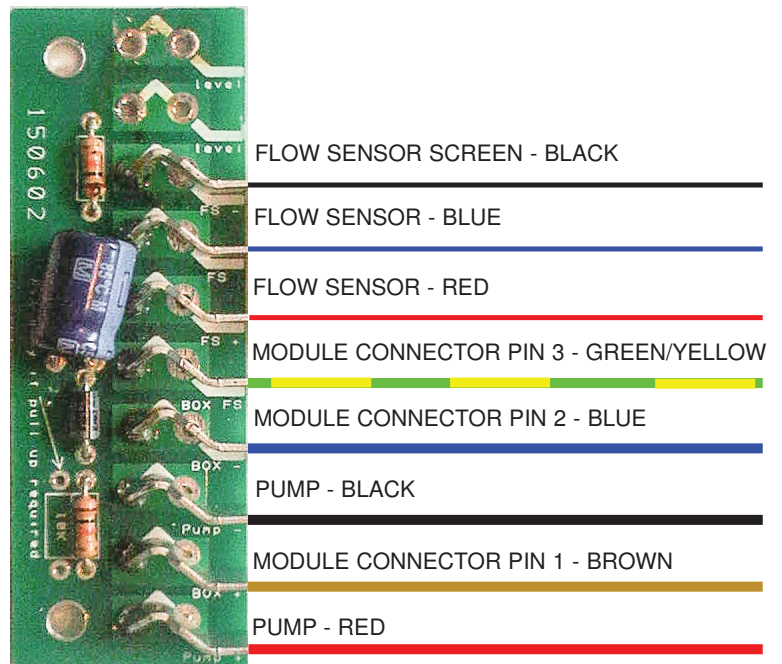 level
level
150602
FLOW SENSOR SCREEN - BLACK
FS -
FLOW SENSOR - BLUE
FS
FLOW SENSOR - RED
FS +
MODULE CONNECTOR PIN 3 - GREEN/YELLOW
BOX FS
MODULE CONNECTOR PIN 2 - BLUE
BOX -
PUMP - BLACK
Pump -
MODULE CONNECTOR PIN 1 - BROWN
BOX +
PUMP - RED
Pump +
85°C M
if pull up required
10K